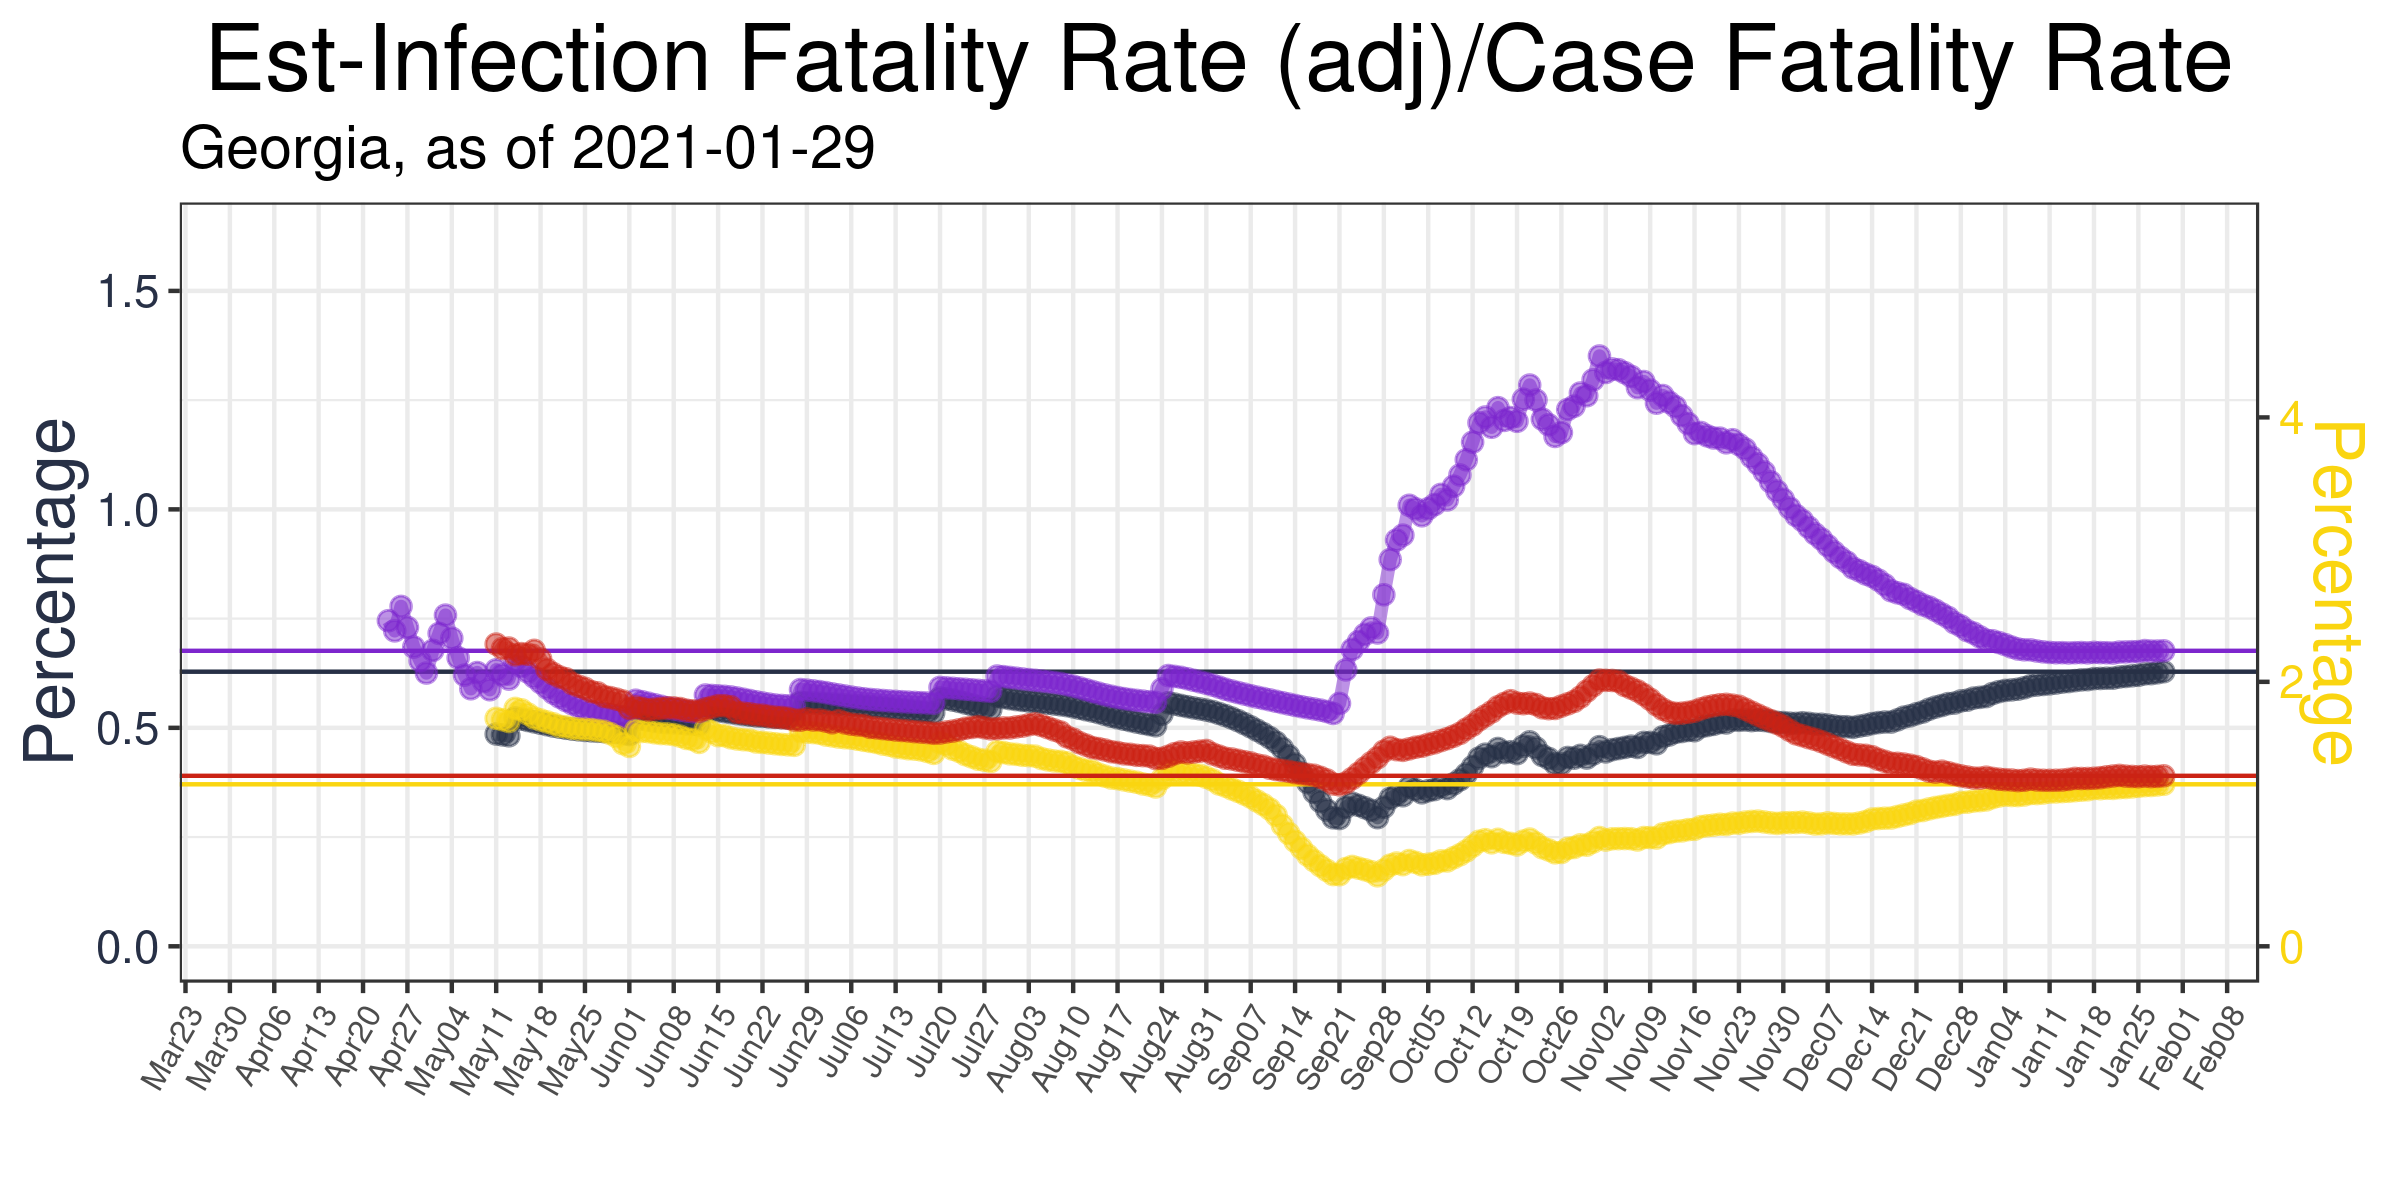 Est-Infection Fatality Rate (adj)/Case Fatality Rate
Georgia, as of 2021-01-29
Percentage
1.5
1.0
0.5
0.0
4
2
0
Percentage
Mar23
Mar30
Apr06
Apr13
Apr20
Apr27
May04
May11
May18
May25
Jun01
Jun08
Jun15
Jun22
Jun29
Jul06
Jul13
Jul20
Jul27
Aug03
Aug10
Aug17
Aug24
Aug31
Sep07
Sep14
Sep21
Sep28
Oct05
Oct12
Oct19
Oct26
Nov02
Nov09
Nov16
Nov23
Nov30
Dec07
Dec14
Dec21
Dec28
Jan04
Jan11
Jan18
Jan25
Feb01
Feb08